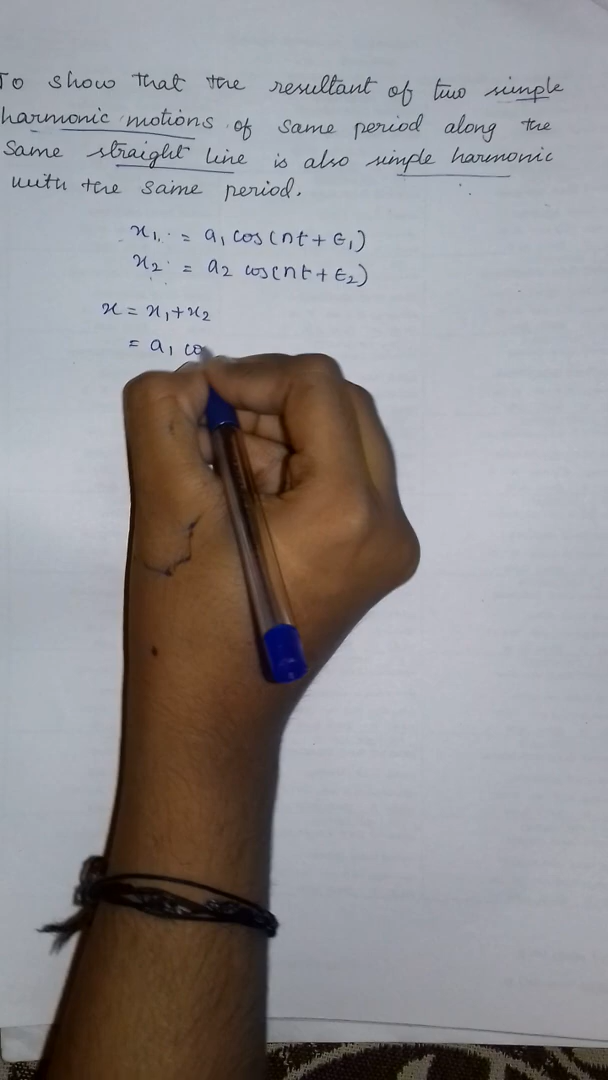 To show that the resultant of two simple
harmonic motions of same period along the
same straight line is also simple harmonic
with the same period.
x₁ = a₁ cos(nt + ϵ₁)
x₂ = a₂ cos(nt + ϵ₂)
x = x₁ + x₂
= a₁ co